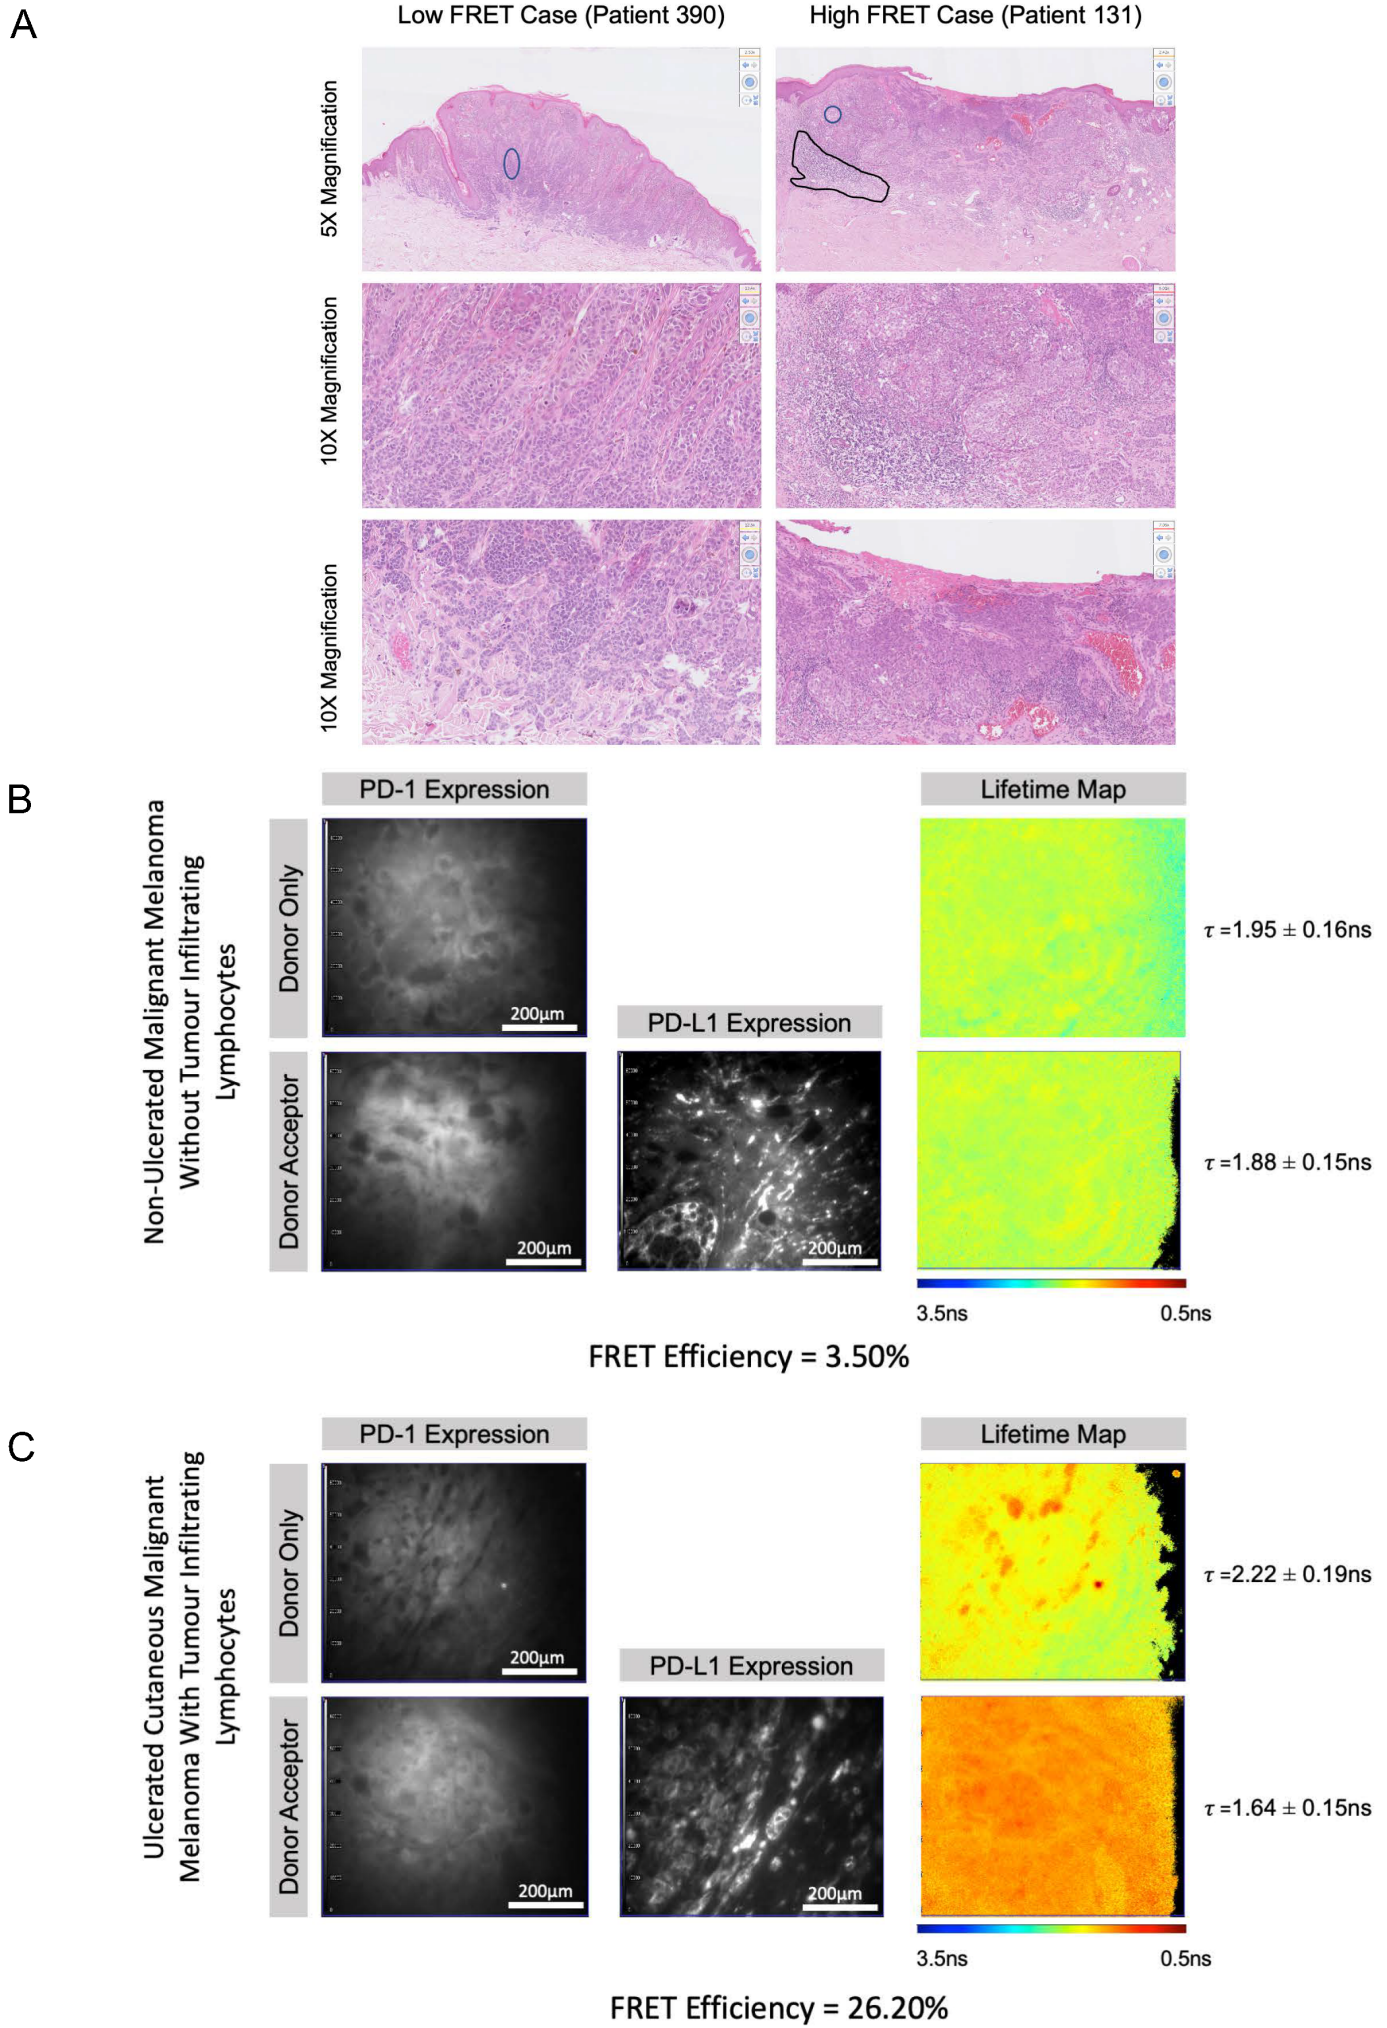 A
Low FRET Case (Patient 390)
High FRET Case (Patient 131)
5X Magnification
10X Magnification
10X Magnification
B
PD-1 Expression
Lifetime Map
Non-Ulcerated Malignant Melanoma
Without Tumour Infiltrating
Lymphocytes
Donor Only
200µm
τ =1.95 ± 0.16ns
PD-L1 Expression
Donor Acceptor
200µm
200µm
τ =1.88 ± 0.15ns
3.5ns
0.5ns
FRET Efficiency = 3.50%
C
PD-1 Expression
Lifetime Map
Ulcerated Cutaneous Malignant
Melanoma With Tumour Infiltrating
Lymphocytes
Donor Only
200µm
τ =2.22 ± 0.19ns
PD-L1 Expression
Donor Acceptor
200µm
200µm
τ =1.64 ± 0.15ns
3.5ns
0.5ns
FRET Efficiency = 26.20%